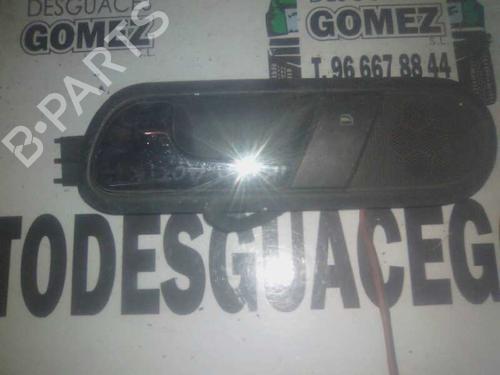 DESGUACE
GOMEZ
S.L.
GOMEZ
S.L.
T. 96 667 88 44
B-PARTS
TODESGUACEG